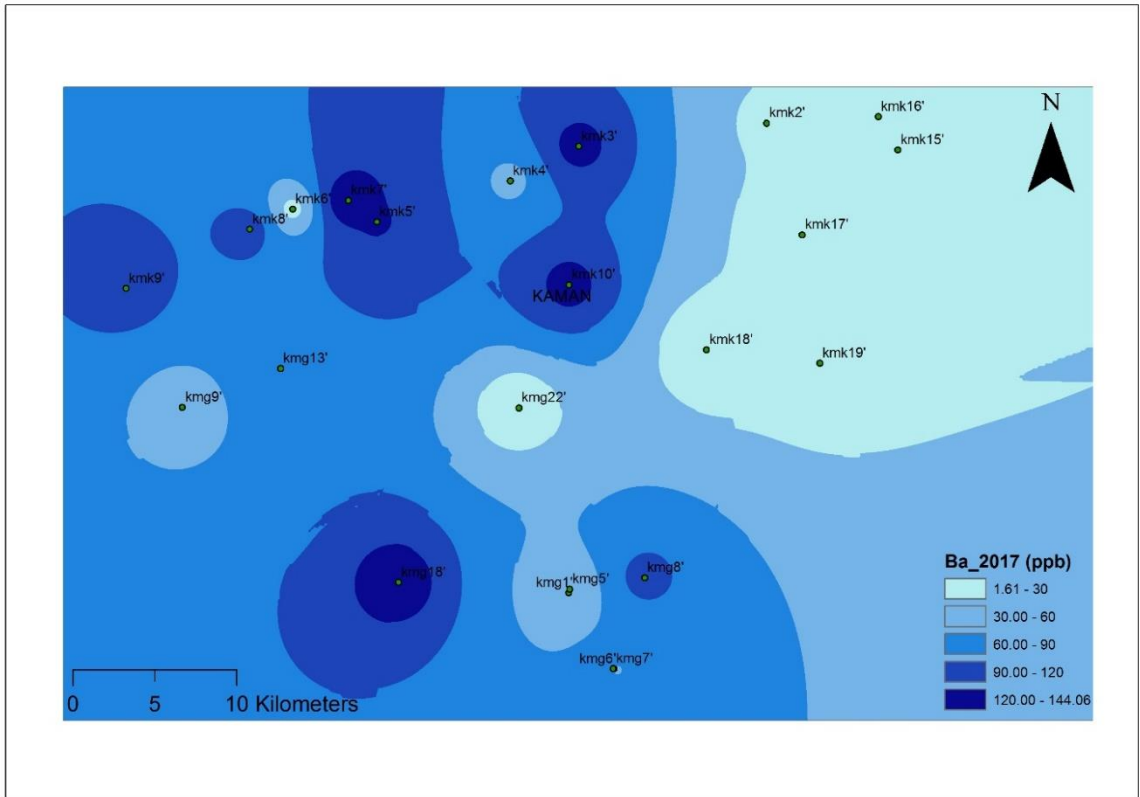 N
kmk2'
kmk16'
kmk15'
kmk3'
kmk4'
kmk7'
kmk6'
kmk5'
kmk8'
kmk17'
kmk9'
kmk10'
KAMAN
kmk18'
kmk19'
kmg13'
kmg9'
kmg22'
kmg18'
kmg1'
kmg5'
kmg8'
kmg6'
kmg7'
Ba_2017 (ppb)
1.61 - 30
30.00 - 60
60.00 - 90
90.00 - 120
120.00 - 144.06
0 5 10 Kilometers